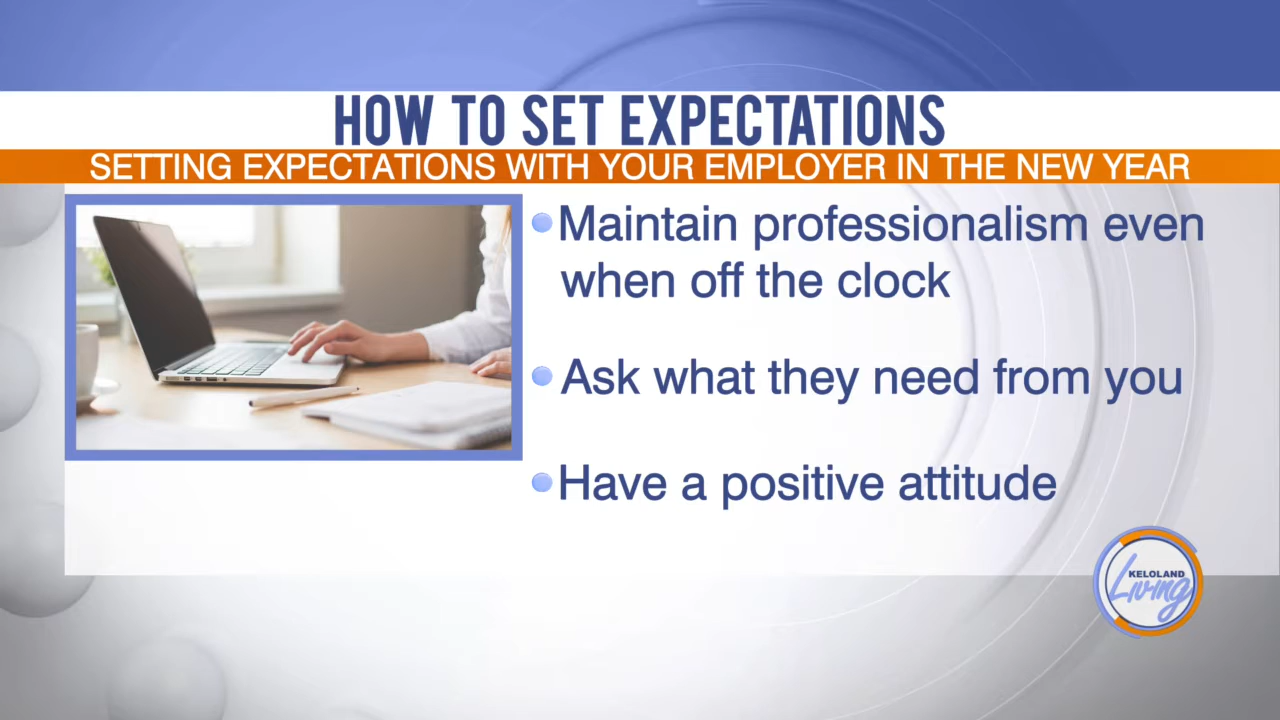 HOW TO SET EXPECTATIONS
SETTING EXPECTATIONS WITH YOUR EMPLOYER IN THE NEW YEAR
Maintain professionalism even
when off the clock
Ask what they need from you
Have a positive attitude
KELOLAND
Living